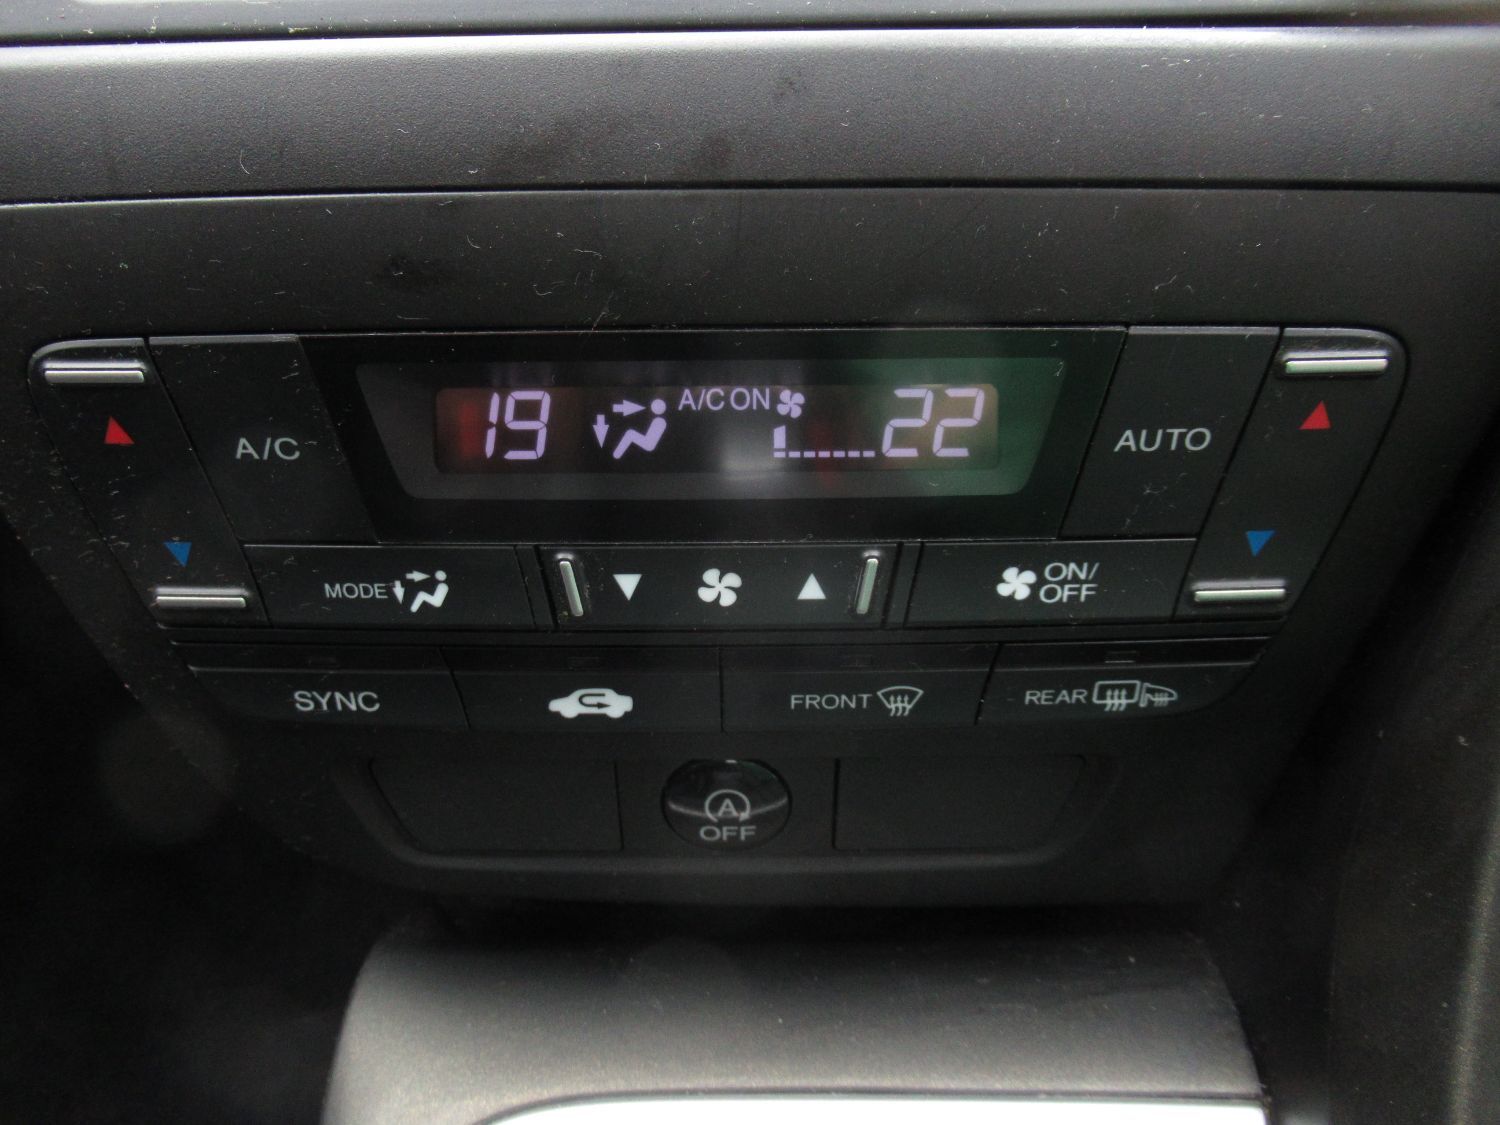 19 A/C ON 22
A/C
AUTO
MODE
ON/
OFF
SYNC
FRONT
REAR
A
OFF